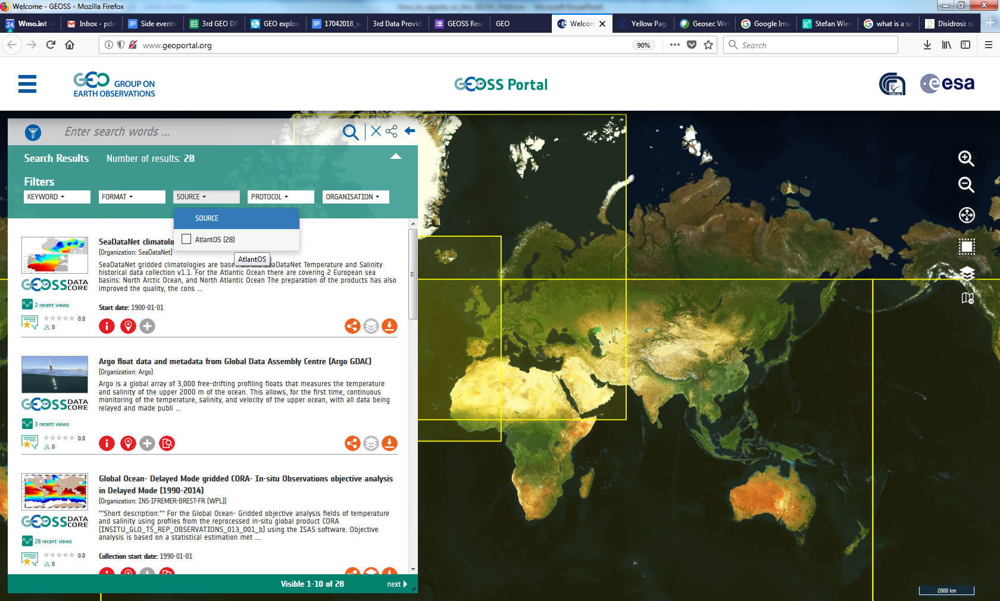 Welcome - GEOSS - Mozilla Firefox
24 Wmo.int -
Inbox - pde
Side events
3rd GEO DP
GEO explor
17042018_w
3rd Data Provid
GEOSS Res
GEO
Welcom
Yellow Pag
Geosec We
Google Ima
Stefan Wier
what is a se
Disidrosi: si
www.geoportal.org
90%
Search
GEO GROUP ON
EARTH OBSERVATIONS
GEOSS Portal
esa
Enter search words ...
Search Results Number of results: 28
Filters
KEYWORD
FORMAT
SOURCE
PROTOCOL
ORGANISATION
SOURCE
AtlantOS (28)
AtlantOS
SeaDataNet climatolo
(Organization: SeaDataNet)
SeaDataNet gridded climatologies are based on the SeaDataNet Temperature and Salinity
historical data collection v1.1. For the Atlantic Ocean there are covering 2 European sea
basins: North Arctic Ocean, and North Atlantic Ocean The preparation of the products has also
improved the quality, the cons ...
GEOSS DATA CORE
2 recent views
Start date: 1900-01-01
0.0
0
Argo float data and metadata from Global Data Assembly Centre (Argo GDAC)
(Organization: Argo)
Argo is a global array of 3,000 free-drifting profiling floats that measures the temperature
and salinity of the upper 2000 m of the ocean. This allows, for the first time, continuous
monitoring of the temperature, salinity, and velocity of the upper ocean, with all data being
relayed and made publi ...
GEOSS DATA CORE
3 recent views
0.0
0
Global Ocean- Delayed Mode gridded CORA- In-situ Observations objective analysis
in Delayed Mode (1990-2014)
(Organization: INS-IFREMER-BREST-FR (WPL))
'''Short description:''' For the Global Ocean- Gridded objective analysis fields of temperature
and salinity using profiles from the reprocessed in-situ global product CORA
(INSITU_GLO_TS_REP_OBSERVATIONS_013_001_b) using the ISAS software. Objective
analysis is based on a statistical estimation met ...
GEOSS DATA CORE
28 recent views
0.0
0
Collection start date: 1990-01-01
Visible 1-10 of 28
next
2000 km